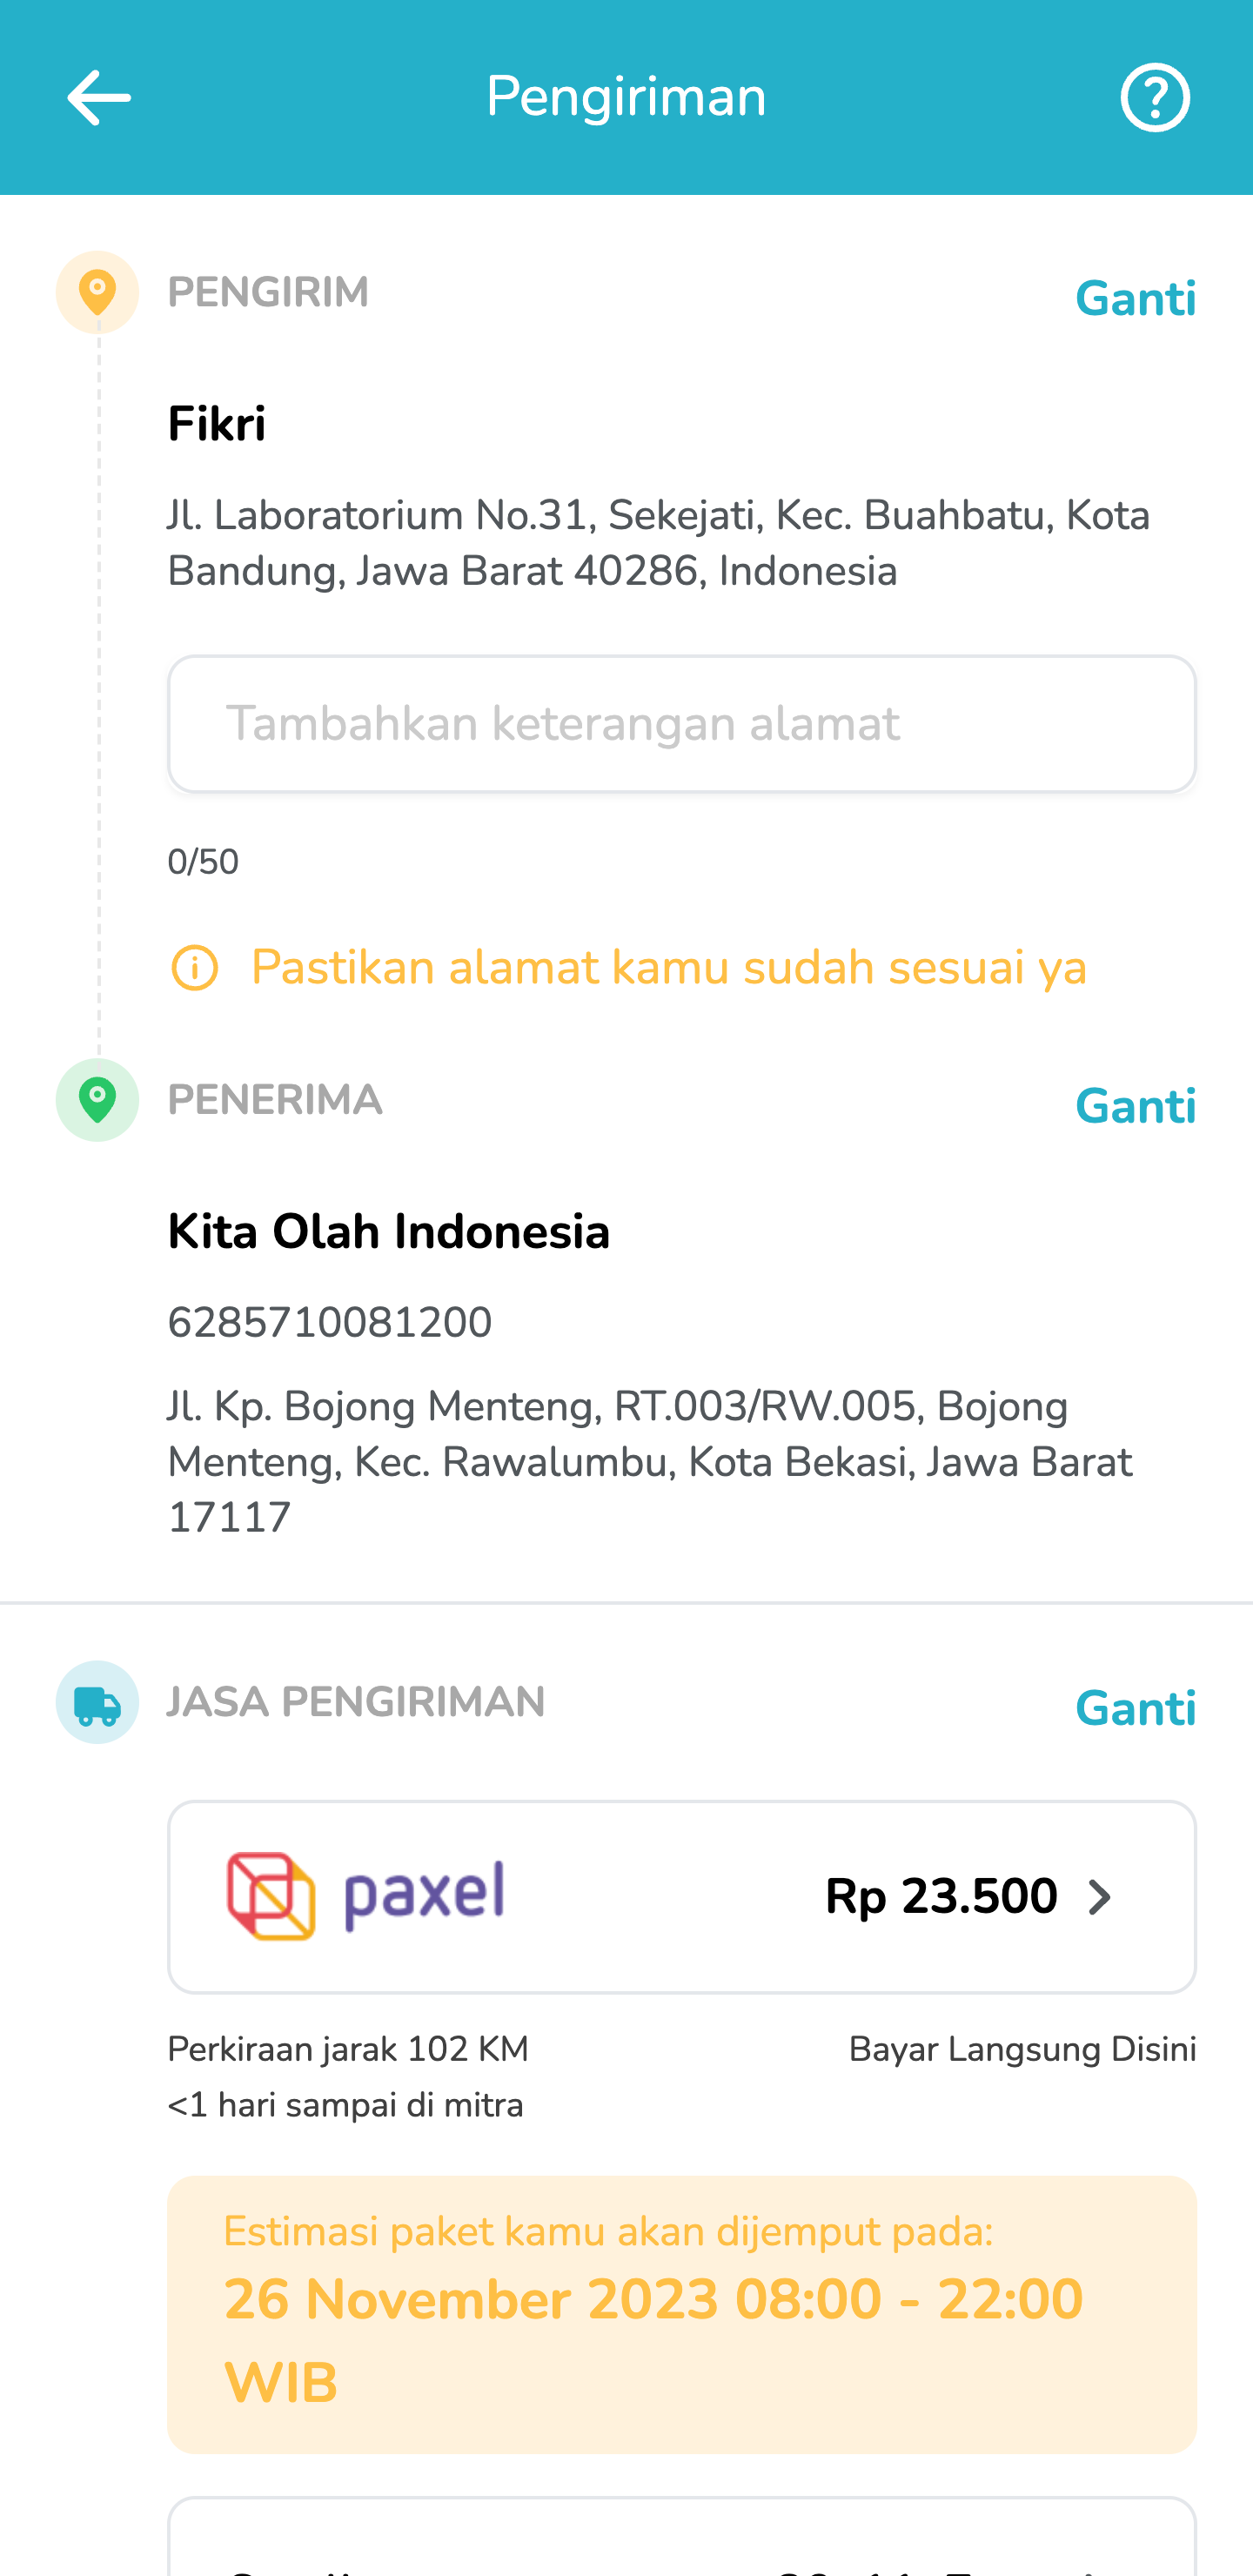 Pengiriman
PENGIRIM
Ganti
Fikri
Jl. Laboratorium No.31, Sekejati, Kec. Buahbatu, Kota
Bandung, Jawa Barat 40286, Indonesia
Tambahkan keterangan alamat
0/50
Pastikan alamat kamu sudah sesuai ya
PENERIMA
Ganti
Kita Olah Indonesia
6285710081200
Jl. Kp. Bojong Menteng, RT.003/RW.005, Bojong
Menteng, Kec. Rawalumbu, Kota Bekasi, Jawa Barat
17117
JASA PENGIRIMAN
Ganti
paxel
Rp 23.500
Perkiraan jarak 102 KM
Bayar Langsung Disini
<1 hari sampai di mitra
Estimasi paket kamu akan dijemput pada:
26 November 2023 08:00 - 22:00
WIB